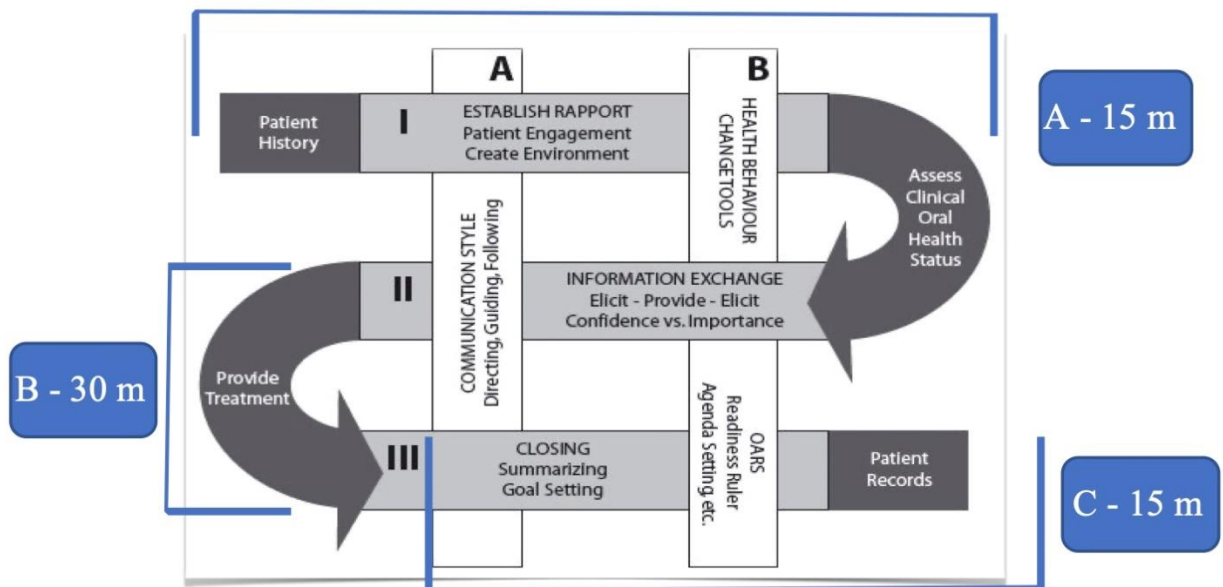 A
B
A - 15 m
Patient
History
I
ESTABLISH RAPPORT
Patient Engagement
Create Environment
HEALTH BEHAVIOUR
CHANGE TOOLS
Assess
Clinical
Oral
Health
Status
COMMUNICATION STYLE
Directing, Guiding, Following
II
INFORMATION EXCHANGE
Elicit - Provide - Elicit
Confidence vs. Importance
B - 30 m
Provide
Treatment
III
CLOSING
Summarizing
Goal Setting
OARS
Readiness Ruler
Agenda Setting, etc.
Patient
Records
C - 15 m